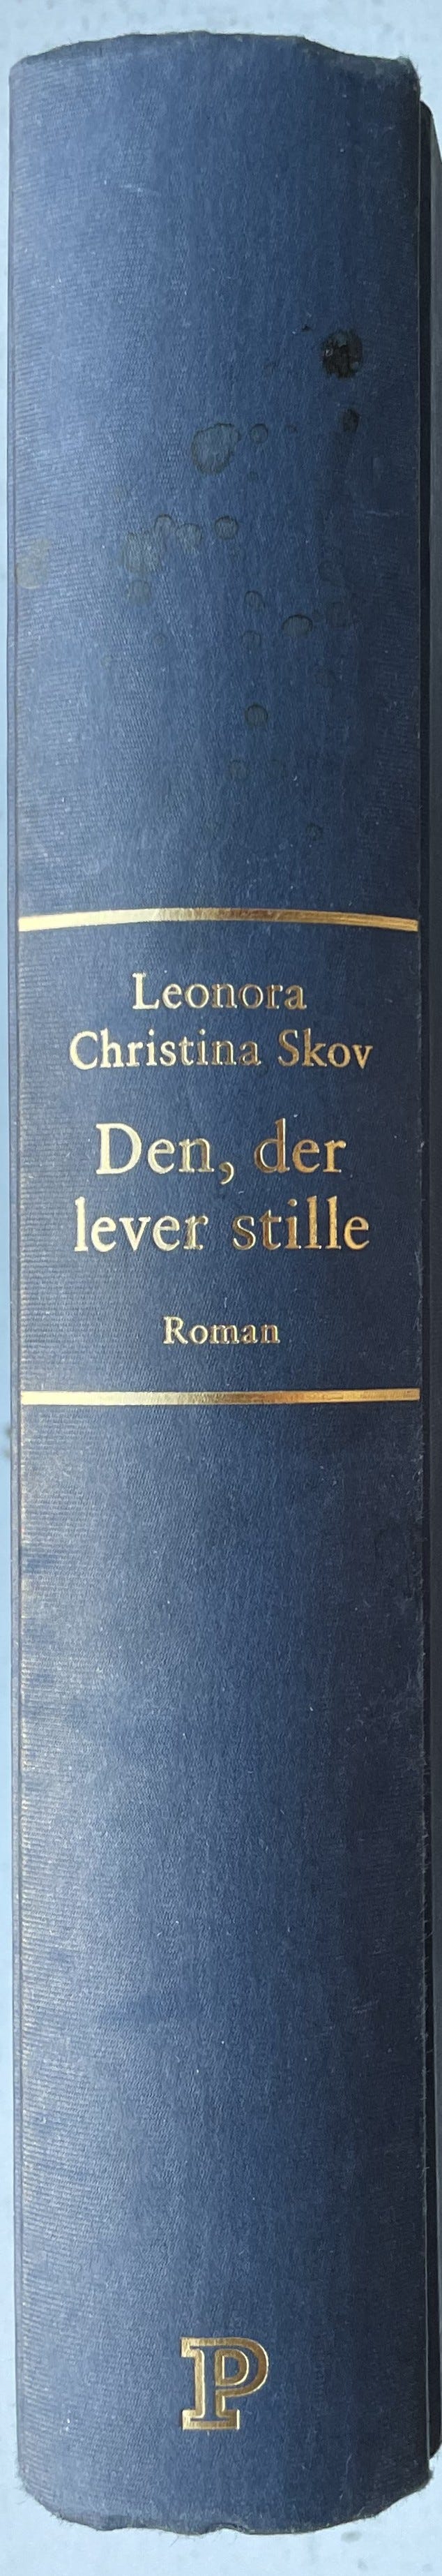 Leonora
Christina Skov
Den, der
lever stille
Roman
P